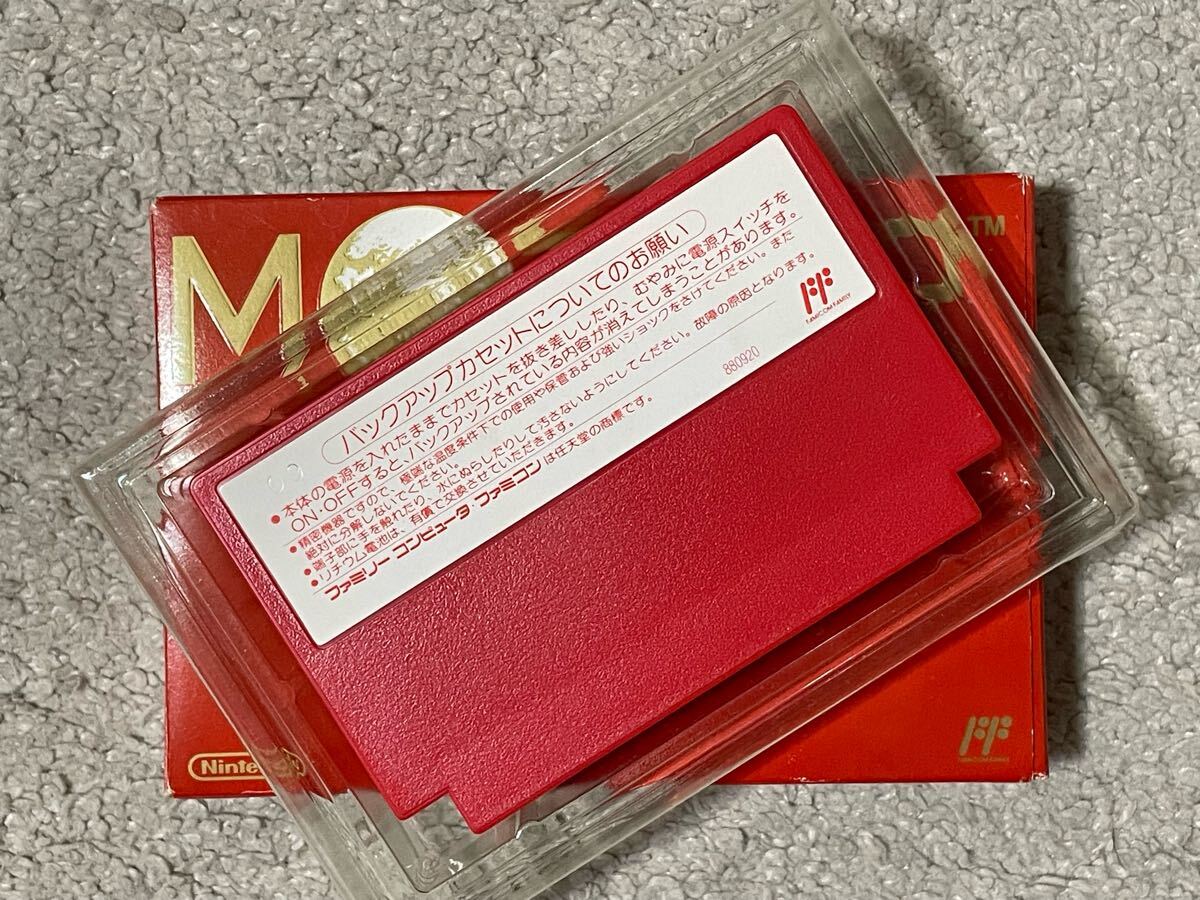 M
TM
バックアップカセットについてのお願い
●本体の電源を入れたままでカセットを抜き差ししたり、むやみに電源スイッチを
ON・OFFすると、バックアップされている内容が消えてしまうことがあります。
●精密機器ですので、極端な温度条件下での使用や保管および強いショックをさけてください。また
絶対に分解しないでください。
●端子部に手を触れたり、水にぬらしたりして汚さないようにしてください。故障の原因となります。
●リチウム電池は、有償で交換させていただきます。
ファミリーコンピュータ・ファミコンは任天堂の商標です。
FAMICOM FAMILY
880920
Nintendo
FAMICOM FAMILY